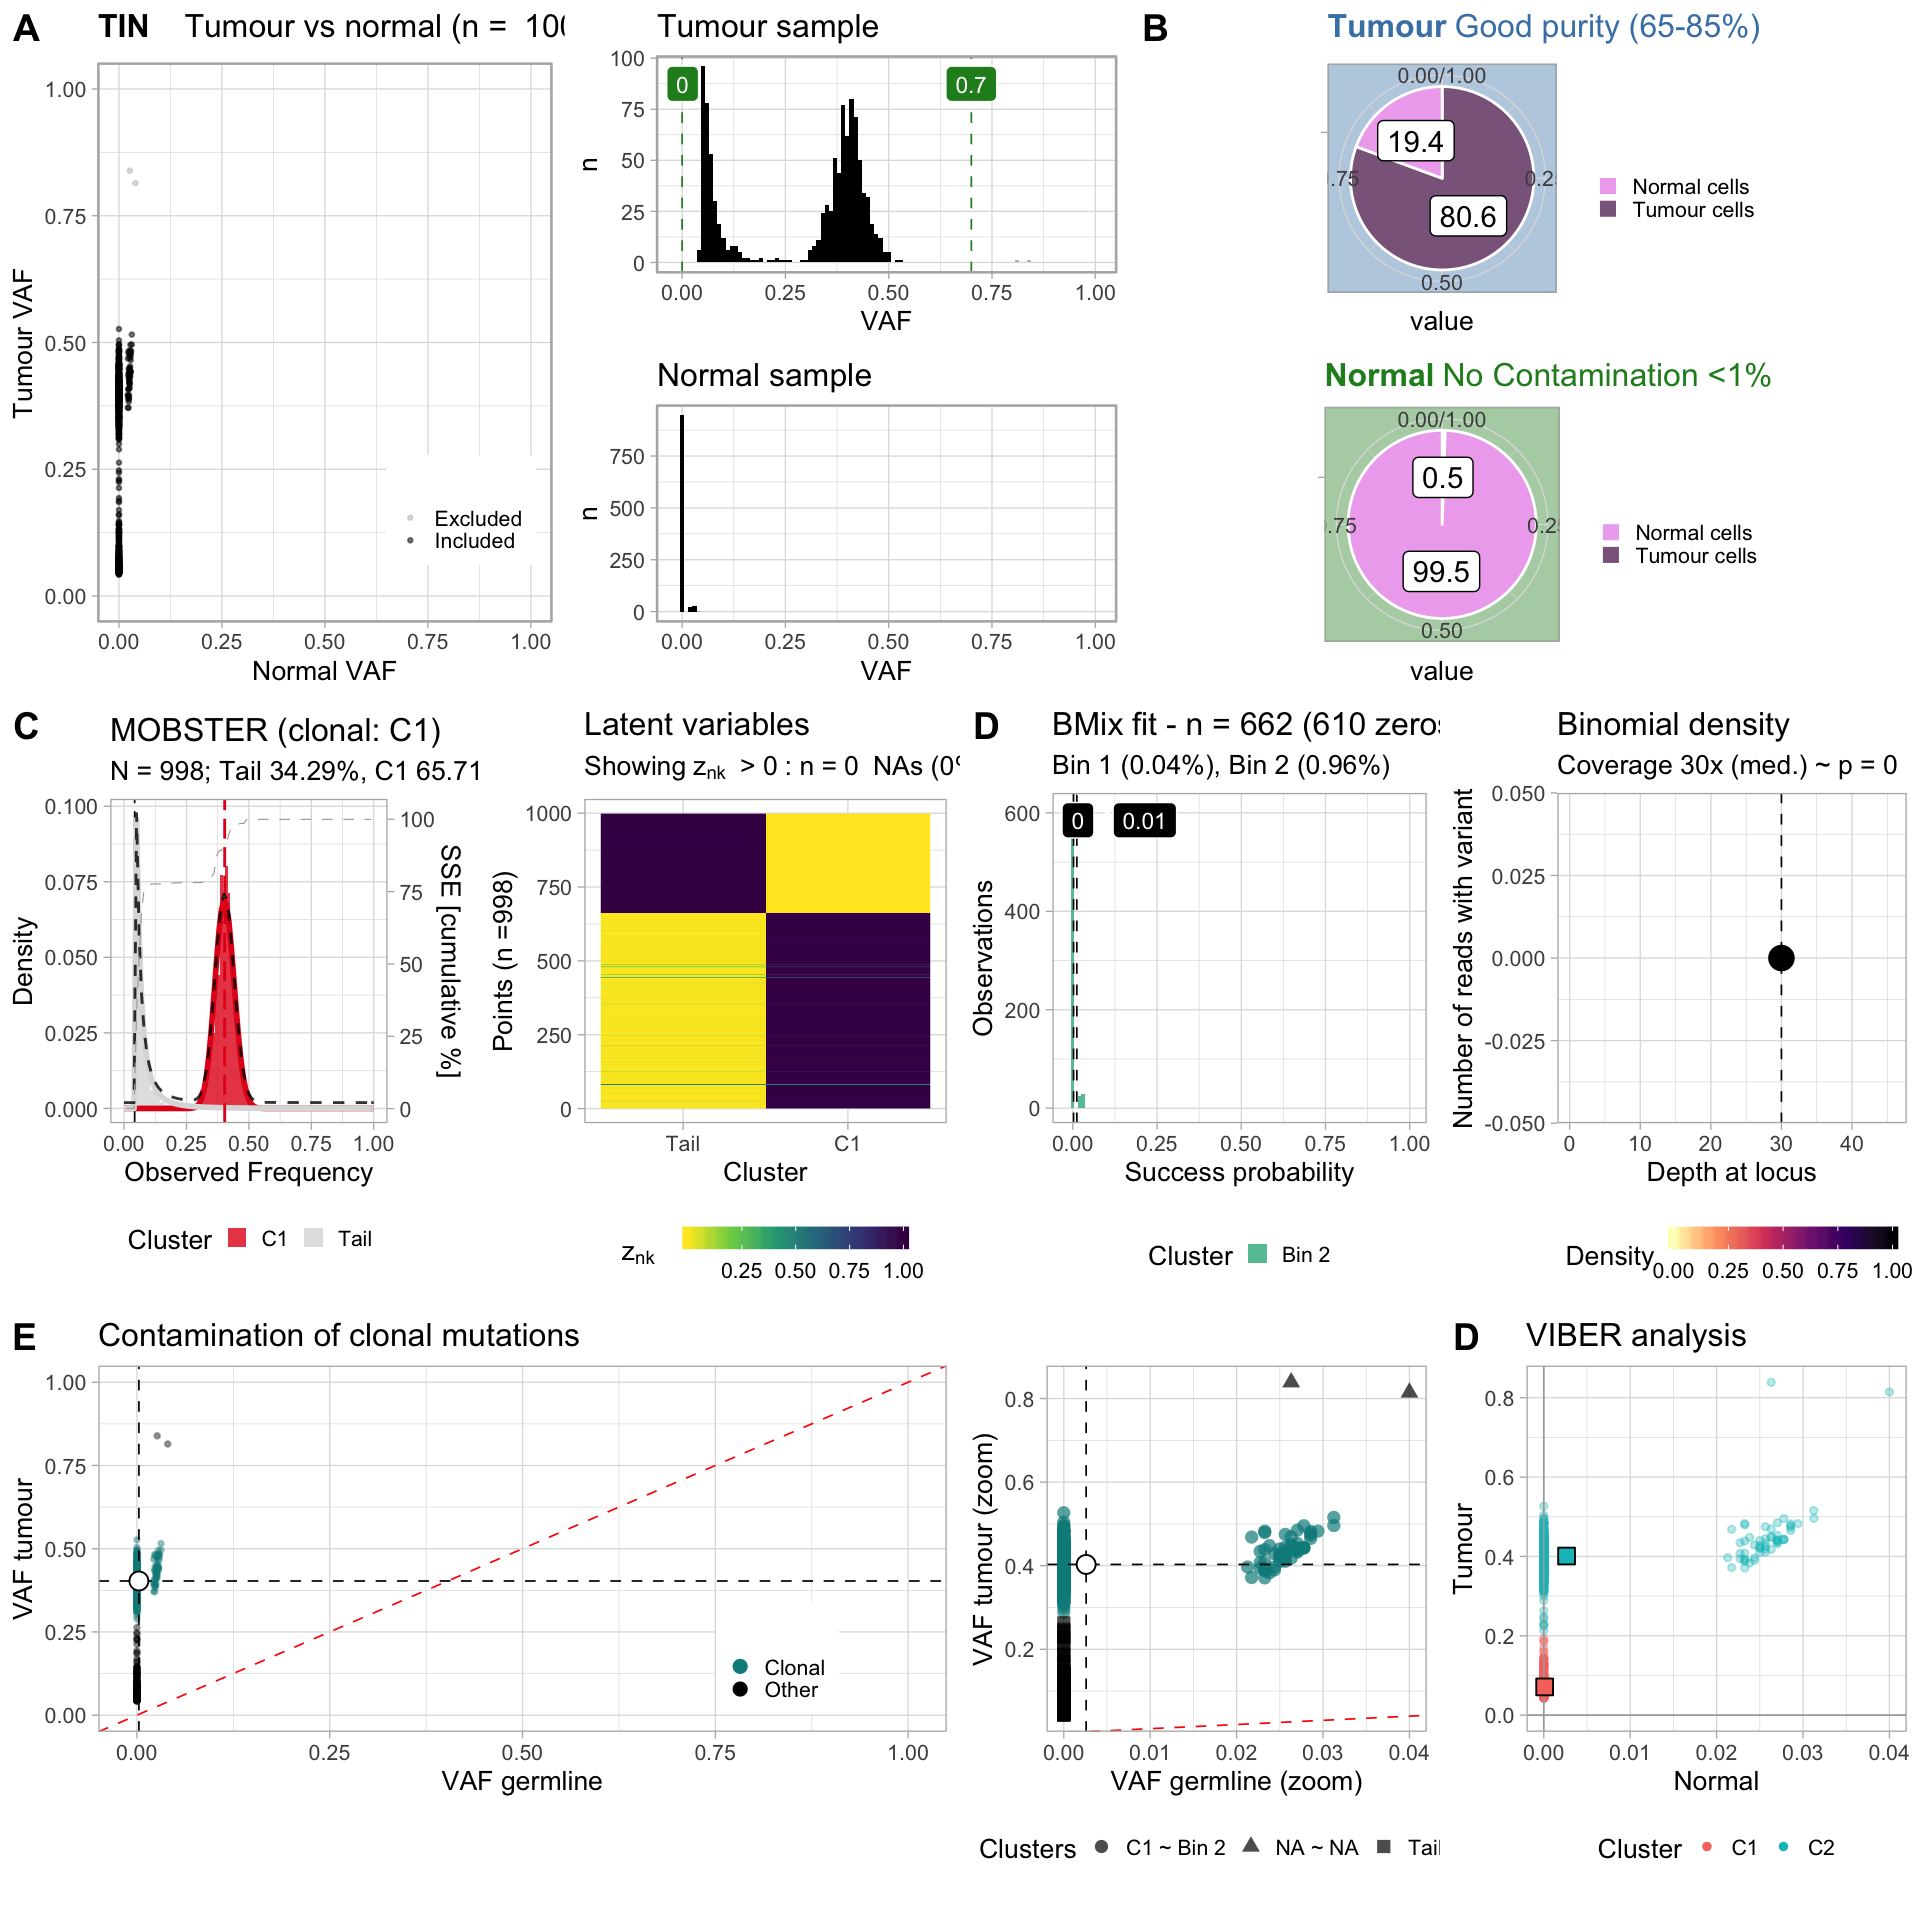 A
TIN Tumour vs normal (n = 100
1.00
0.75
0.50
0.25
0.00
Tumour VAF
Excluded
Included
0.00 0.25 0.50 0.75 1.00
Normal VAF
Tumour sample
100
75
50
25
0
n
0
0.7
0.00 0.25 0.50 0.75 1.00
VAF
Normal sample
750
500
250
0
n
0.00 0.25 0.50 0.75 1.00
VAF
B
Tumour Good purity (65-85%)
0.00/1.00
19.4
.75
0.2
80.6
0.50
value
Normal cells
Tumour cells
Normal No Contamination <1%
0.00/1.00
0.5
.75
0.2
99.5
0.50
value
Normal cells
Tumour cells
C
MOBSTER (clonal: C1)
N = 998; Tail 34.29%, C1 65.71
0.100
0.075
0.050
0.025
0.000
Density
100
75
50
25
0
SSE [cumulative %]
0.00 0.25 0.50 0.75 1.00
Observed Frequency
Cluster C1 Tail
Latent variables
Showing znk > 0 : n = 0 NAs (0%
1000
750
500
250
0
Points (n =998)
Tail C1
Cluster
znk
0.25 0.50 0.75 1.00
D
BMix fit - n = 662 (610 zeros
Bin 1 (0.04%), Bin 2 (0.96%)
600
400
200
0
Observations
0 0.01
0.00 0.25 0.50 0.75 1.00
Success probability
Cluster Bin 2
Binomial density
Coverage 30x (med.) ~ p = 0
0.050
0.025
0.000
-0.025
-0.050
Number of reads with variant
0 10 20 30 40
Depth at locus
Density
0.00 0.25 0.50 0.75 1.00
E
Contamination of clonal mutations
1.00
0.75
0.50
0.25
0.00
VAF tumour
Clonal
Other
0.00 0.25 0.50 0.75 1.00
VAF germline
0.8
0.6
0.4
0.2
VAF tumour (zoom)
0.00 0.01 0.02 0.03 0.04
VAF germline (zoom)
Clusters C1 ~ Bin 2 NA ~ NA Tail
D
VIBER analysis
0.8
0.6
0.4
0.2
0.0
Tumour
0.00 0.01 0.02 0.03 0.04
Normal
Cluster C1 C2